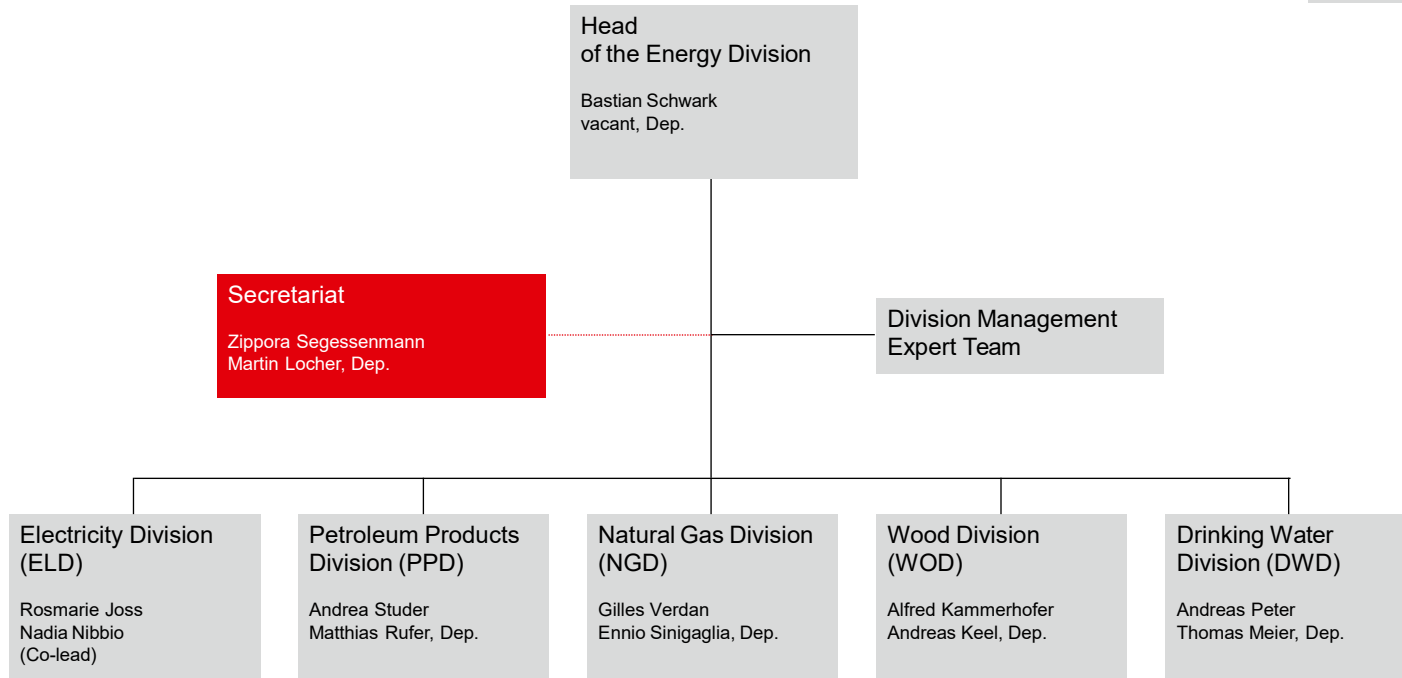 Head
of the Energy Division
Bastian Schwark
vacant, Dep.
Secretariat
Zippora Segessenmann
Martin Locher, Dep.
Division Management
Expert Team
Electricity Division
(ELD)
Rosmarie Joss
Nadia Nibbio
(Co-lead)
Petroleum Products
Division (PPD)
Andrea Studer
Matthias Rufer, Dep.
Natural Gas Division
(NGD)
Gilles Verdan
Ennio Sinigaglia, Dep.
Wood Division
(WOD)
Alfred Kammerhofer
Andreas Keel, Dep.
Drinking Water
Division (DWD)
Andreas Peter
Thomas Meier, Dep.